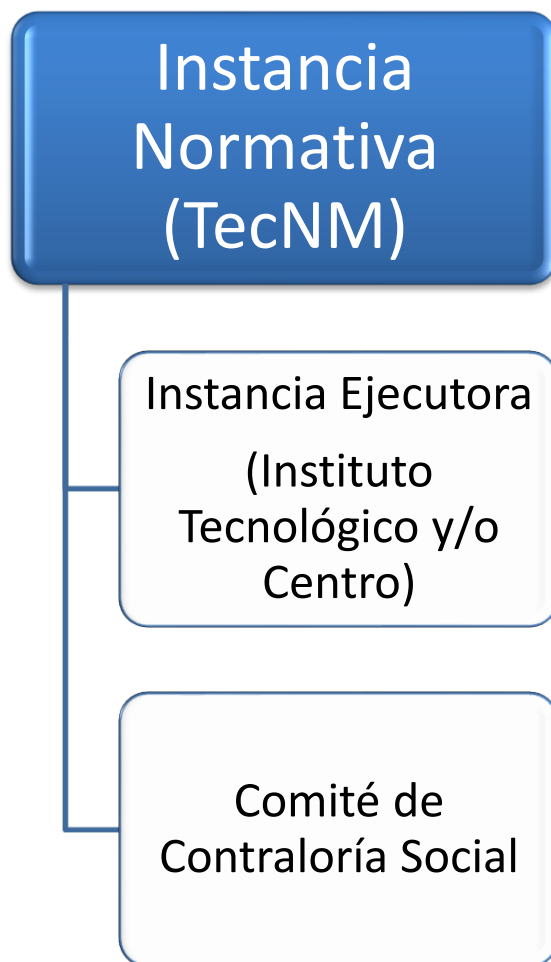 Instancia
Normativa
(TecNM)
Instancia Ejecutora
(Instituto
Tecnológico y/o
Centro)
Comité de
Contraloría Social